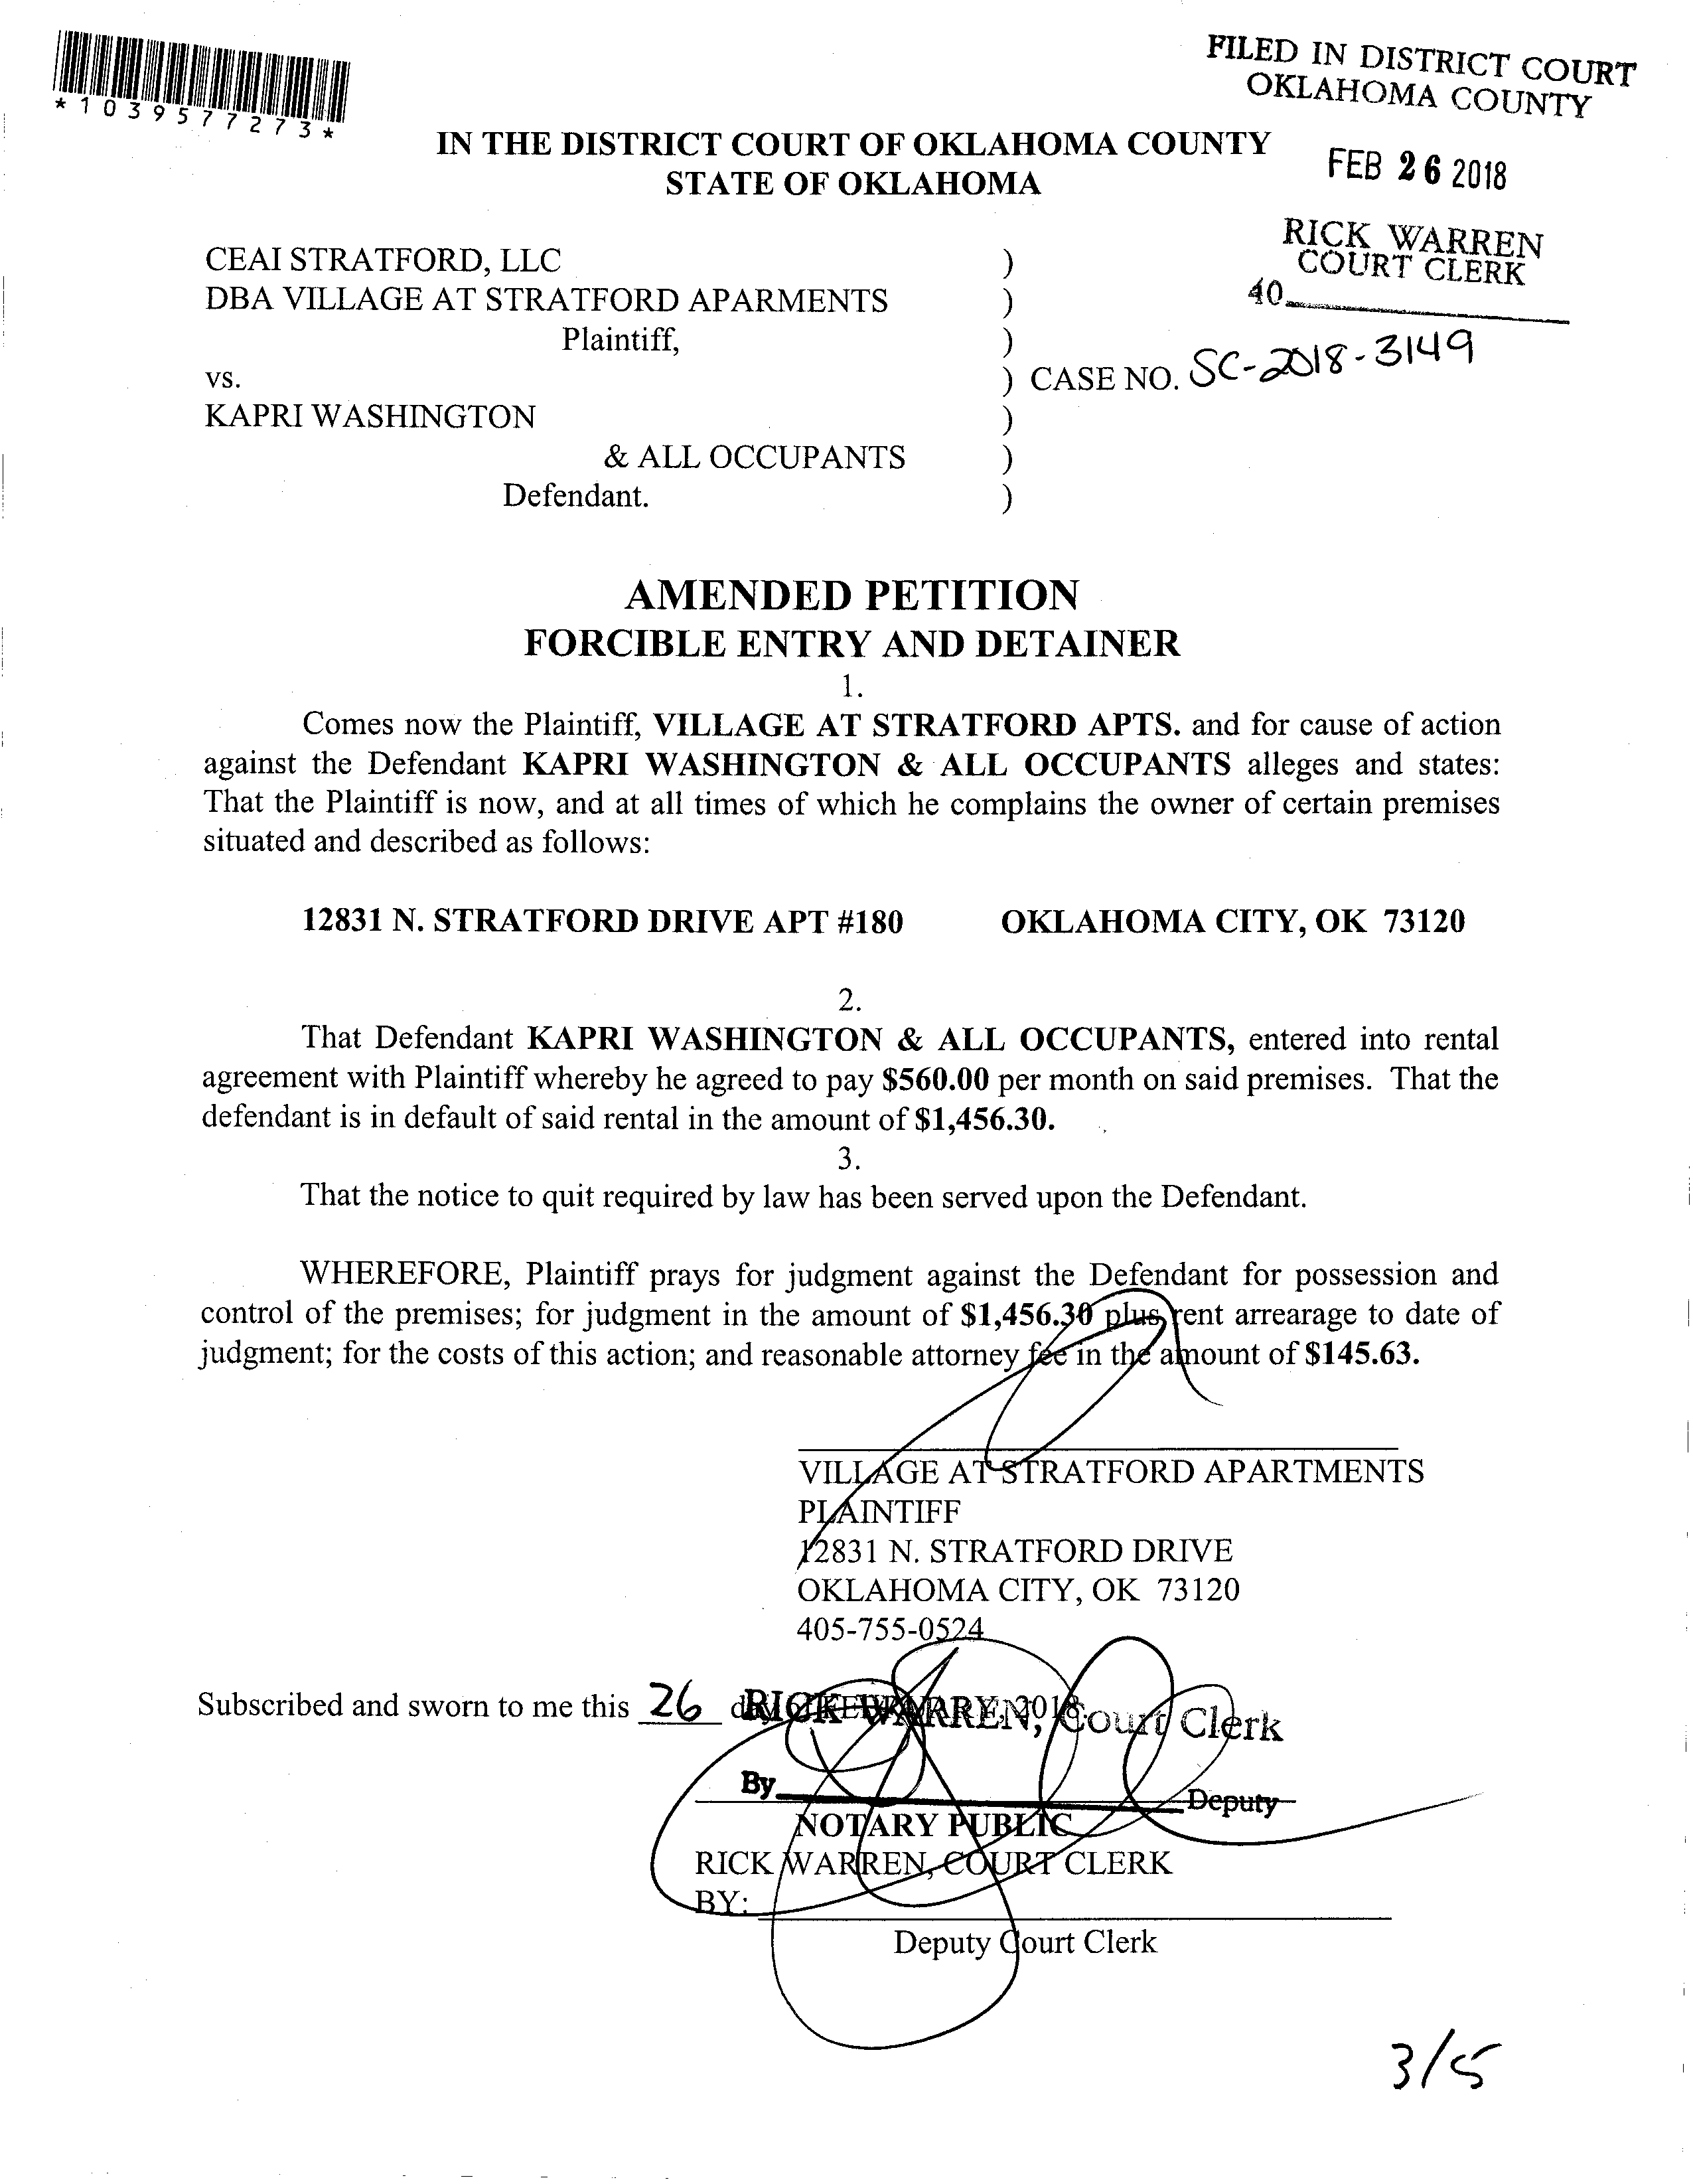 *1039577273*
FILED IN DISTRICT COURT
OKLAHOMA COUNTY
FEB 26 2018
RICK WARREN
COURT CLERK
40
IN THE DISTRICT COURT OF OKLAHOMA COUNTY
STATE OF OKLAHOMA
CEAI STRATFORD, LLC )
DBA VILLAGE AT STRATFORD APARMENTS )
Plaintiff, )
vs. ) CASE NO. SC-2018-3149
KAPRI WASHINGTON )
& ALL OCCUPANTS )
Defendant. )
AMENDED PETITION
FORCIBLE ENTRY AND DETAINER
1.
Comes now the Plaintiff, VILLAGE AT STRATFORD APTS. and for cause of action
against the Defendant KAPRI WASHINGTON & ALL OCCUPANTS alleges and states:
That the Plaintiff is now, and at all times of which he complains the owner of certain premises
situated and described as follows:
12831 N. STRATFORD DRIVE APT #180 OKLAHOMA CITY, OK 73120
2.
That Defendant KAPRI WASHINGTON & ALL OCCUPANTS, entered into rental
agreement with Plaintiff whereby he agreed to pay $560.00 per month on said premises. That the
defendant is in default of said rental in the amount of $1,456.30.
3.
That the notice to quit required by law has been served upon the Defendant.
WHEREFORE, Plaintiff prays for judgment against the Defendant for possession and
control of the premises; for judgment in the amount of $1,456.30 plus rent arrearage to date of
judgment; for the costs of this action; and reasonable attorney fee in the amount of $145.63.
VILLAGE AT STRATFORD APARTMENTS
PLAINTIFF
12831 N. STRATFORD DRIVE
OKLAHOMA CITY, OK 73120
405-755-0524
Subscribed and sworn to me this 26 day of FEBRUARY, 2018.
RICK WARREN, Court Clerk
By Deputy
NOTARY PUBLIC
RICK WARREN, COURT CLERK
BY:
Deputy Court Clerk
3/5